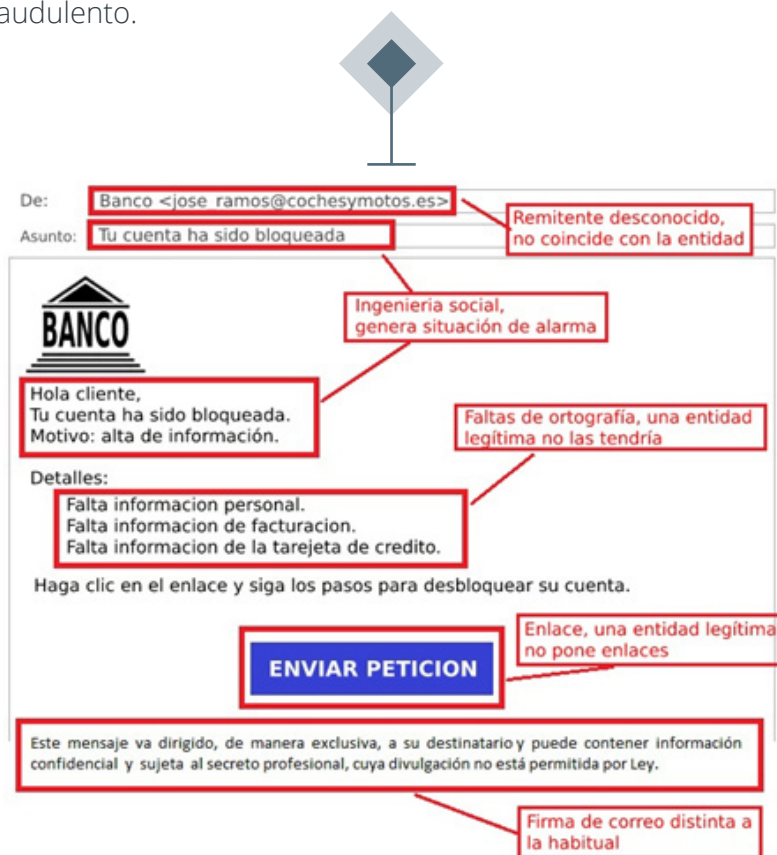 audulento.
De: Banco <jose_ramos@cochesymotos.es>
Remitente desconocido,
no coincide con la entidad
Asunto: Tu cuenta ha sido bloqueada
Ingenieria social,
genera situación de alarma
BANCO
Hola cliente,
Tu cuenta ha sido bloqueada.
Motivo: alta de información.
Faltas de ortografía, una entidad
legítima no las tendría
Detalles:
Falta informacion personal.
Falta informacion de facturacion.
Falta informacion de la tarejeta de credito.
Haga clic en el enlace y siga los pasos para desbloquear su cuenta.
Enlace, una entidad legítima
no pone enlaces
ENVIAR PETICION
Este mensaje va dirigido, de manera exclusiva, a su destinatario y puede contener información
confidencial y sujeta al secreto profesional, cuya divulgación no está permitida por Ley.
Firma de correo distinta a
la habitual